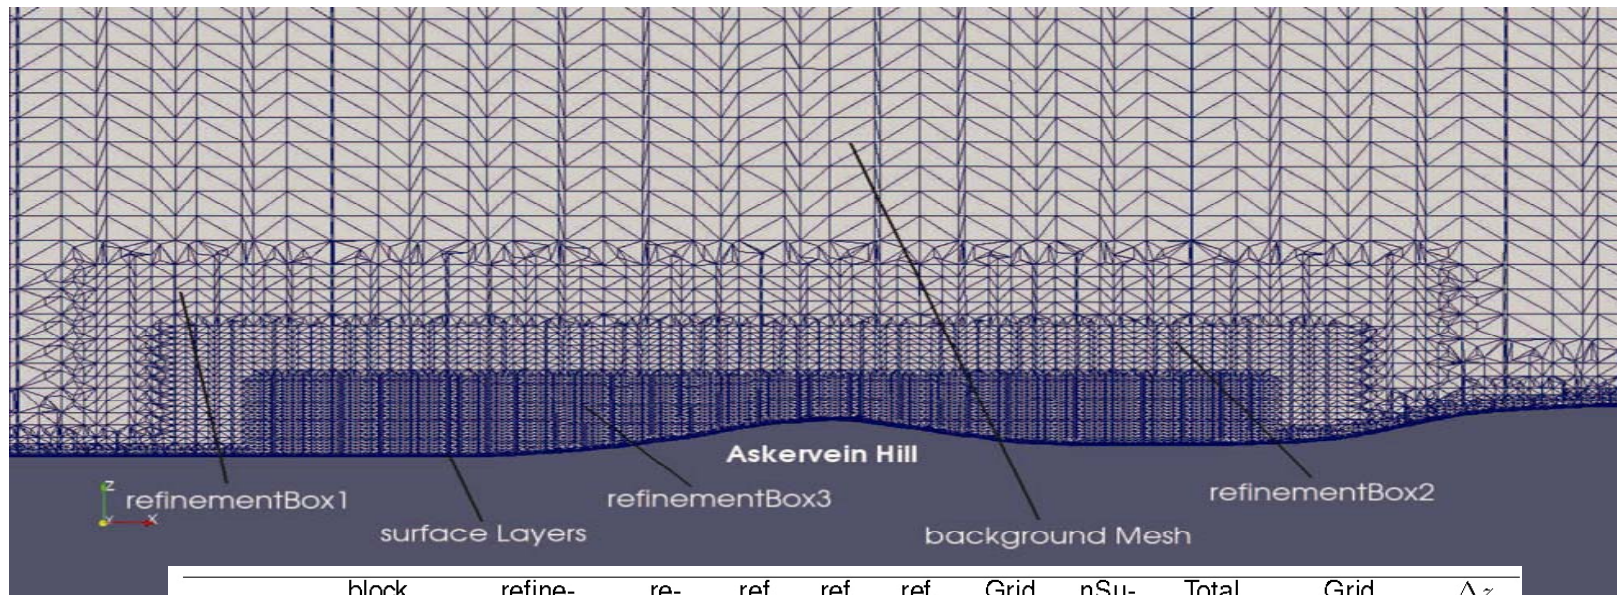 Askervein Hill
refinementBox1
refinementBox3
refinementBox2
surface Layers
background Mesh
Z
Y
X
block refine- re- ref ref ref Grid nSu- Total Grid Δz